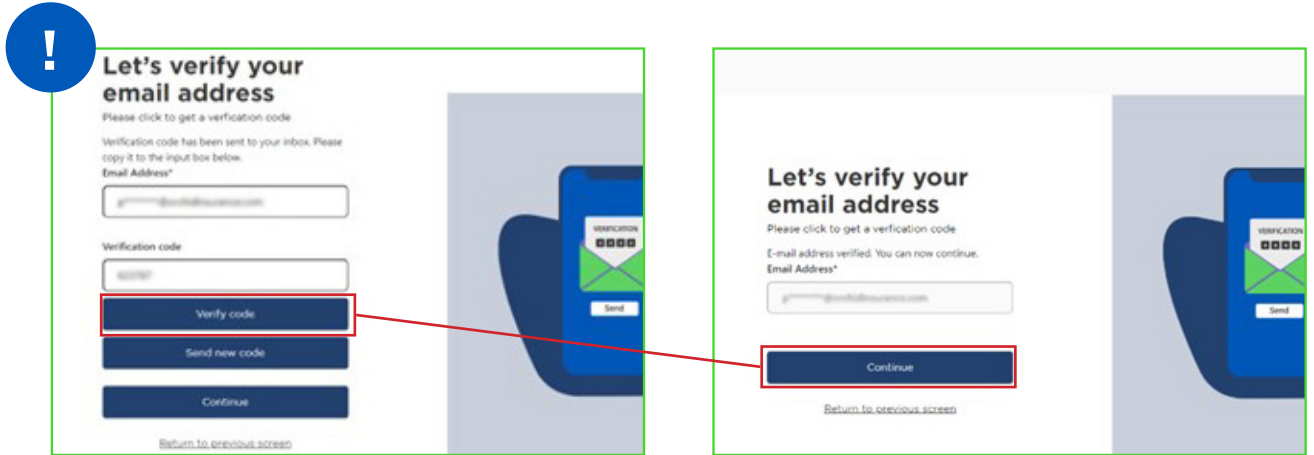 !
Let's verify your
email address
Please click to get a verfication code
Verification code has been sent to your inbox. Please
copy it to the input box below.
Email Address*
Verification code
Verify code
Send new code
Continue
Return to previous screen
VERIFICATION
Send
Let's verify your
email address
Please click to get a verfication code
E-mail address verified. You can now continue.
Email Address*
Continue
Return to previous screen
VERIFICATION
Send